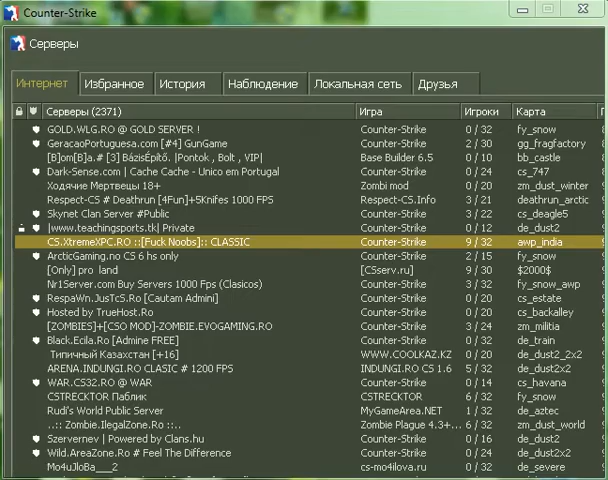 Counter-Strike
Серверы
Интернет Избранное История Наблюдение Локальная сеть Друзья
Серверы (2371) Игра Игроки Карта
GOLD.WLG.RO @ GOLD SERVER ! Counter-Strike 0 / 32 fy_snow
GeracaoPortuguesa.com [#4] GunGame Counter-Strike 2 / 30 gg_fragfactory
[B]om[B]a.# [3] BázisÉpítő. |Pontok , Bolt , VIP| Base Builder 6.5 0 / 10 bb_castle
Dark-Sense.com | Cache Cache - Unico em Portugal Counter-Strike 0 / 24 cs_747
Ходячие Мертвецы 18+ Zombi mod 0 / 20 zm_dust_winter
Respect-CS # Deathrun [4Fun]+5Knifes 1000 FPS Respect-CS.Info 3 / 21 deathrun_arctic
Skynet Clan Server #Public Counter-Strike 3 / 22 cs_deagle5
|www.teachingsports.tk| Private Counter-Strike 0 / 12 de_dust2
CS.XtremeXPC.RO ::[Fuck Noobs]:: CLASSIC Counter-Strike 9 / 32 awp_india
ArcticGaming.no CS 6 hs only Counter-Strike 2 / 15 fy_snow
[Only] pro land [CSserv.ru] 9 / 30 $2000$
Nr1Server.com Buy Servers 1000 Fps (Clasicos) Counter-Strike 3 / 32 fy_snow_awp
RespaWn.JusTcS.Ro [Cautam Admini] Counter-Strike 0 / 20 cs_estate
Hosted by TrueHost.Ro Counter-Strike 0 / 20 cs_backalley
[ZOMBIES]+[CSO MOD]-ZOMBIE.EVOGAMING.RO Counter-Strike 3 / 24 zm_militia
Black.Ecila.Ro [Admine FREE] Counter-Strike 0 / 32 de_train
Типичный Казахстан [+16] WWW.COOLKAZ.KZ 0 / 20 de_dust2_2x2
ARENA.INDUNGI.RO CLASIC # 1200 FPS INDUNGI.RO CS 1.6 5 / 32 de_dust2x2
WAR.CS32.RO @ WAR Counter-Strike 0 / 14 cs_havana
CSTRECKTOR Паблик CSTRECKTOR 6 / 32 fy_snow
Rudi's World Public Server MyGameArea.NET 1 / 32 de_aztec
..:: Zombie.IlegalZone.Ro ::.. Zombie Plague 4.3+... 6 / 32 zm_dust_world
Szervernev | Powered by Clans.hu Counter-Strike 0 / 16 de_dust2
Wild.AreaZone.Ro # Feel The Difference Counter-Strike 0 / 24 de_dust2x2
Mo4uJloBa___2 cs-mo4ilova.ru 0 / 32 de_severe